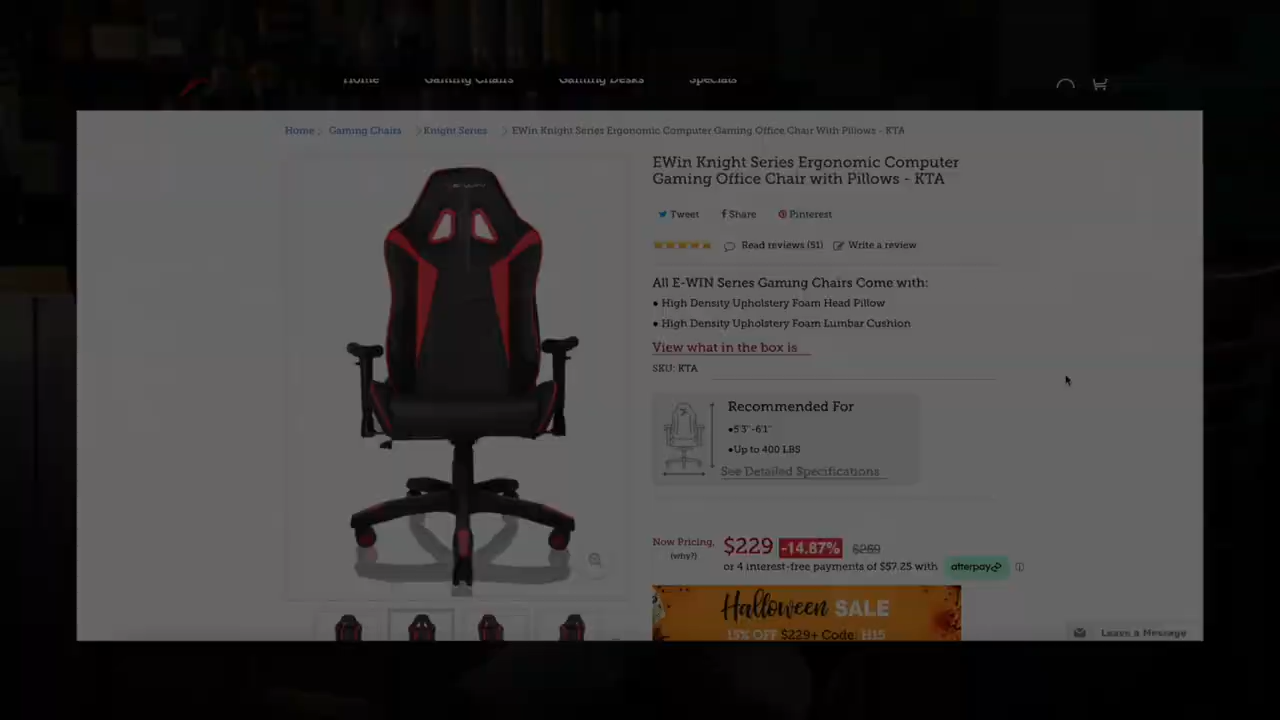 Home Gaming Chairs Gaming Desks Specials
Home Gaming Chairs Knight Series EWin Knight Series Ergonomic Computer Gaming Office Chair With Pillows - KTA
EWin Knight Series Ergonomic Computer
Gaming Office Chair with Pillows - KTA
Tweet Share Pinterest
Read reviews (51) Write a review
All E-WIN Series Gaming Chairs Come with:
• High Density Upholstery Foam Head Pillow
• High Density Upholstery Foam Lumbar Cushion
View what in the box is
SKU: KTA
Recommended For
•5'3"-6'1"
•Up to 400 LBS
See Detailed Specifications
Now Pricing, $229 -14.87% $269
(why?)
or 4 interest-free payments of $57.25 with afterpay
Halloween SALE
15% OFF $229+ Code: H15
Leave a Message